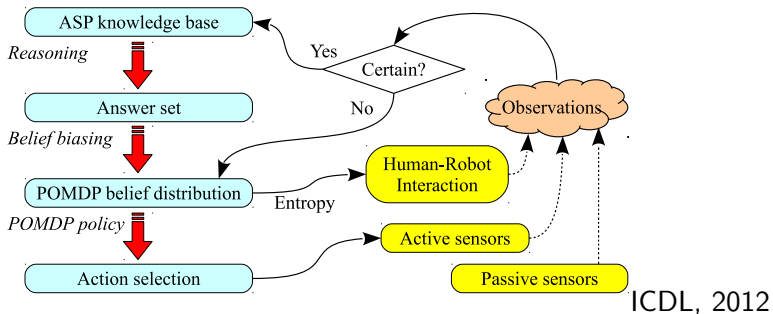 ASP knowledge base
Reasoning
Yes
Certain?
No
Answer set
Observations
Belief biasing
Human-Robot
Interaction
POMDP belief distribution
Entropy
POMDP policy
Active sensors
Action selection
Passive sensors
ICDL, 2012